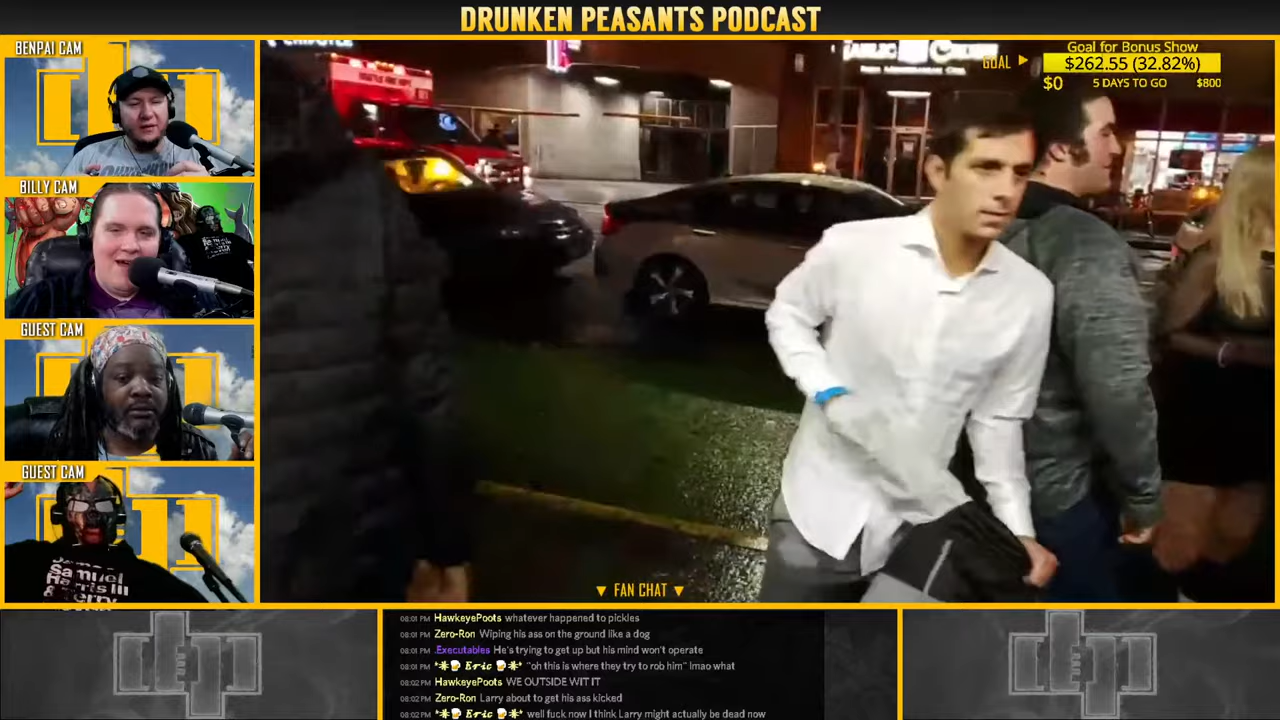 DRUNKEN PEASANTS PODCAST
BENPAI CAM
BILLY CAM
GUEST CAM
GUEST CAM
Samuel
Harris III
CHIPOTLE
GOAL ►
Goal for Bonus Show
$262.55 (32.82%)
$0 5 DAYS TO GO $800
▼ FAN CHAT ▼
08:01 PM HawkeyePoots whatever happened to pickles
08:01 PM Zero-Ron Wiping his ass on the ground like a dog
08:01 PM .Executables He's trying to get up but his mind won't operate
08:01 PM *☀🍺 Eric 🍺☀* "oh this is where they try to rob him" lmao what
08:02 PM HawkeyePoots WE OUTSIDE WIT IT
08:02 PM Zero-Ron Larry about to get his ass kicked
08:02 PM *☀🍺 Eric 🍺☀* well fuck now I think Larry might actually be dead now